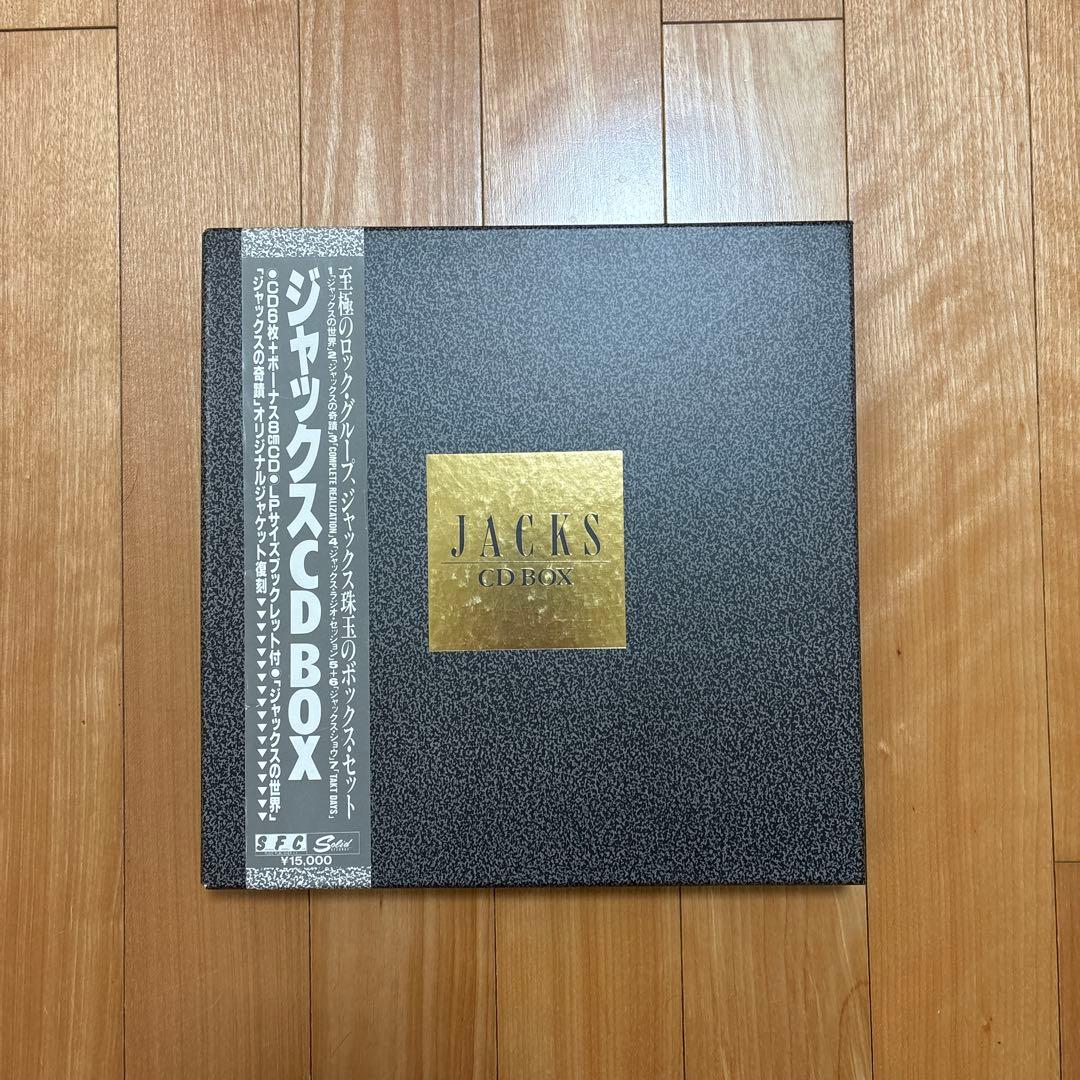 至極のロック・グループ、ジャックス珠玉のボックス・セット
1「ジャックスの世界」2「ジャックスの奇蹟」3「COMPLETE REALIZATION」4「ジャックス・ラジオ・セッション」5+6「ジャックス・ショウ」7「TAKT DAYS」
ジャックスCD BOX
●CD6枚+ボーナス8cmCD●LPサイズブックレット付●「ジャックスの世界」
「ジャックスの奇蹟」オリジナルジャケット復刻▼▼▼▼▼▼▼▼▼▼▼▼▼▼
SFC
Solid
RECORDS
¥15,000
JACKS
CD BOX